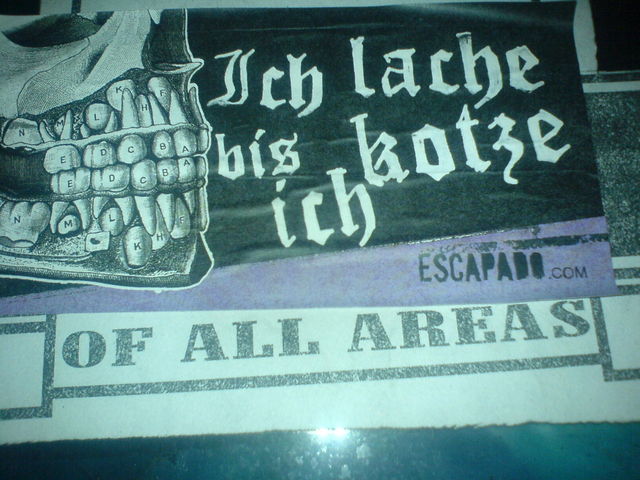 Ich lache
bis kotze
ich
ESCAPADO.COM
OF ALL AREAS
K H F
N M L
E D C B A
E D C B A
N M L H F
K